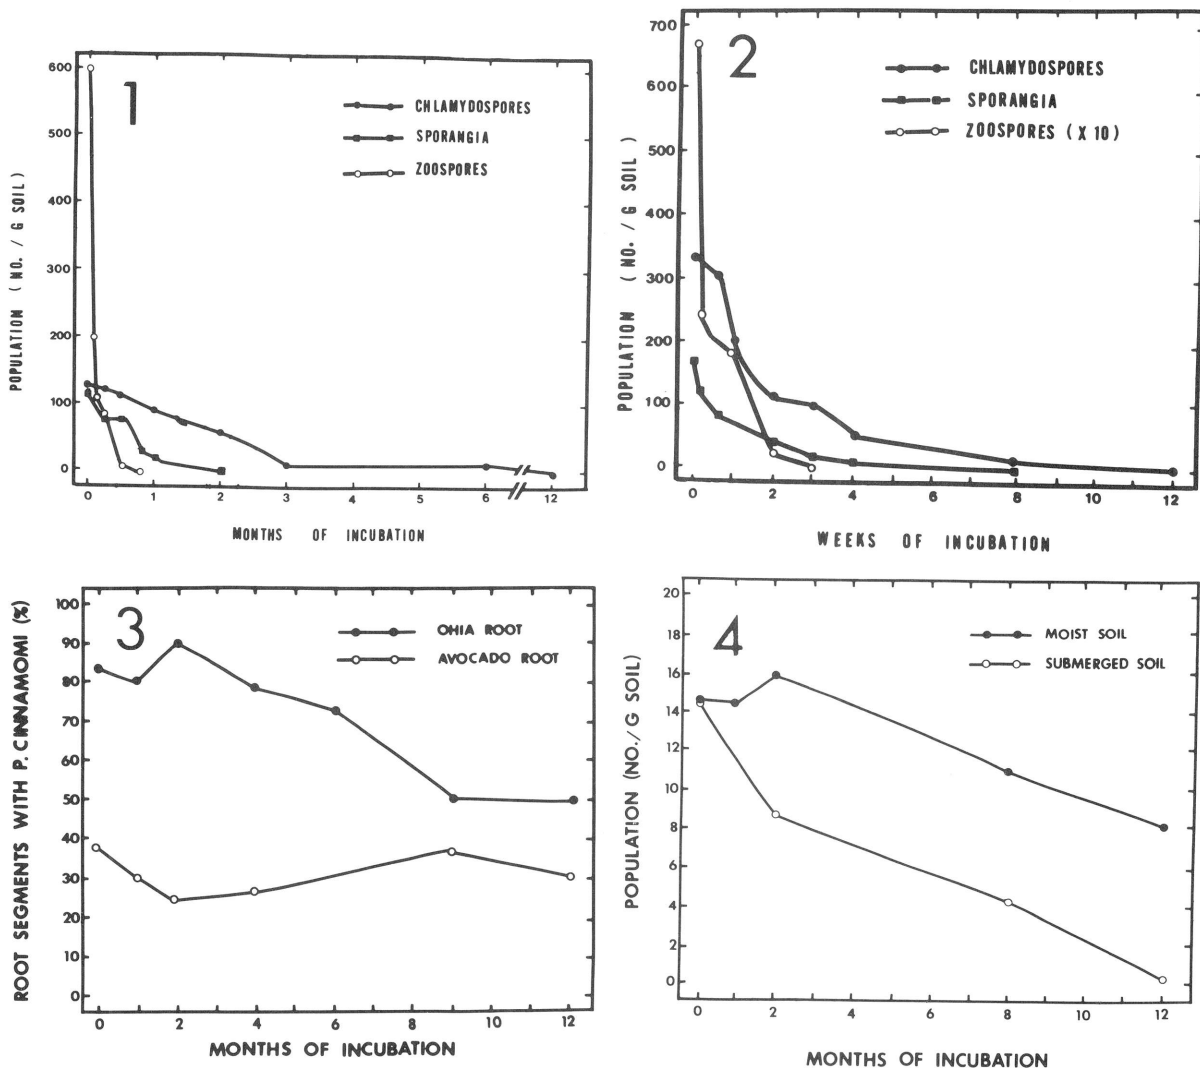 1
CHLAMYDOSPORES
SPORANGIA
ZOOSPORES
600
500
400
300
200
100
0
POPULATION ( NO. / G SOIL)
0 1 2 3 4 5 6 12
MONTHS OF INCUBATION
2
CHLAMYDOSPORES
SPORANGIA
ZOOSPORES ( X 10 )
700
600
500
400
300
200
100
0
POPULATION ( NO. / G SOIL )
0 2 4 6 8 10 12
WEEKS OF INCUBATION
3
OHIA ROOT
AVOCADO ROOT
100
90
80
70
60
50
40
30
20
10
0
ROOT SEGMENTS WITH P. CINNAMOMI (%)
0 2 4 6 8 10 12
MONTHS OF INCUBATION
4
MOIST SOIL
SUBMERGED SOIL
20
18
16
14
12
10
8
6
4
2
0
POPULATION (NO./G SOIL)
0 2 4 6 8 10 12
MONTHS OF INCUBATION